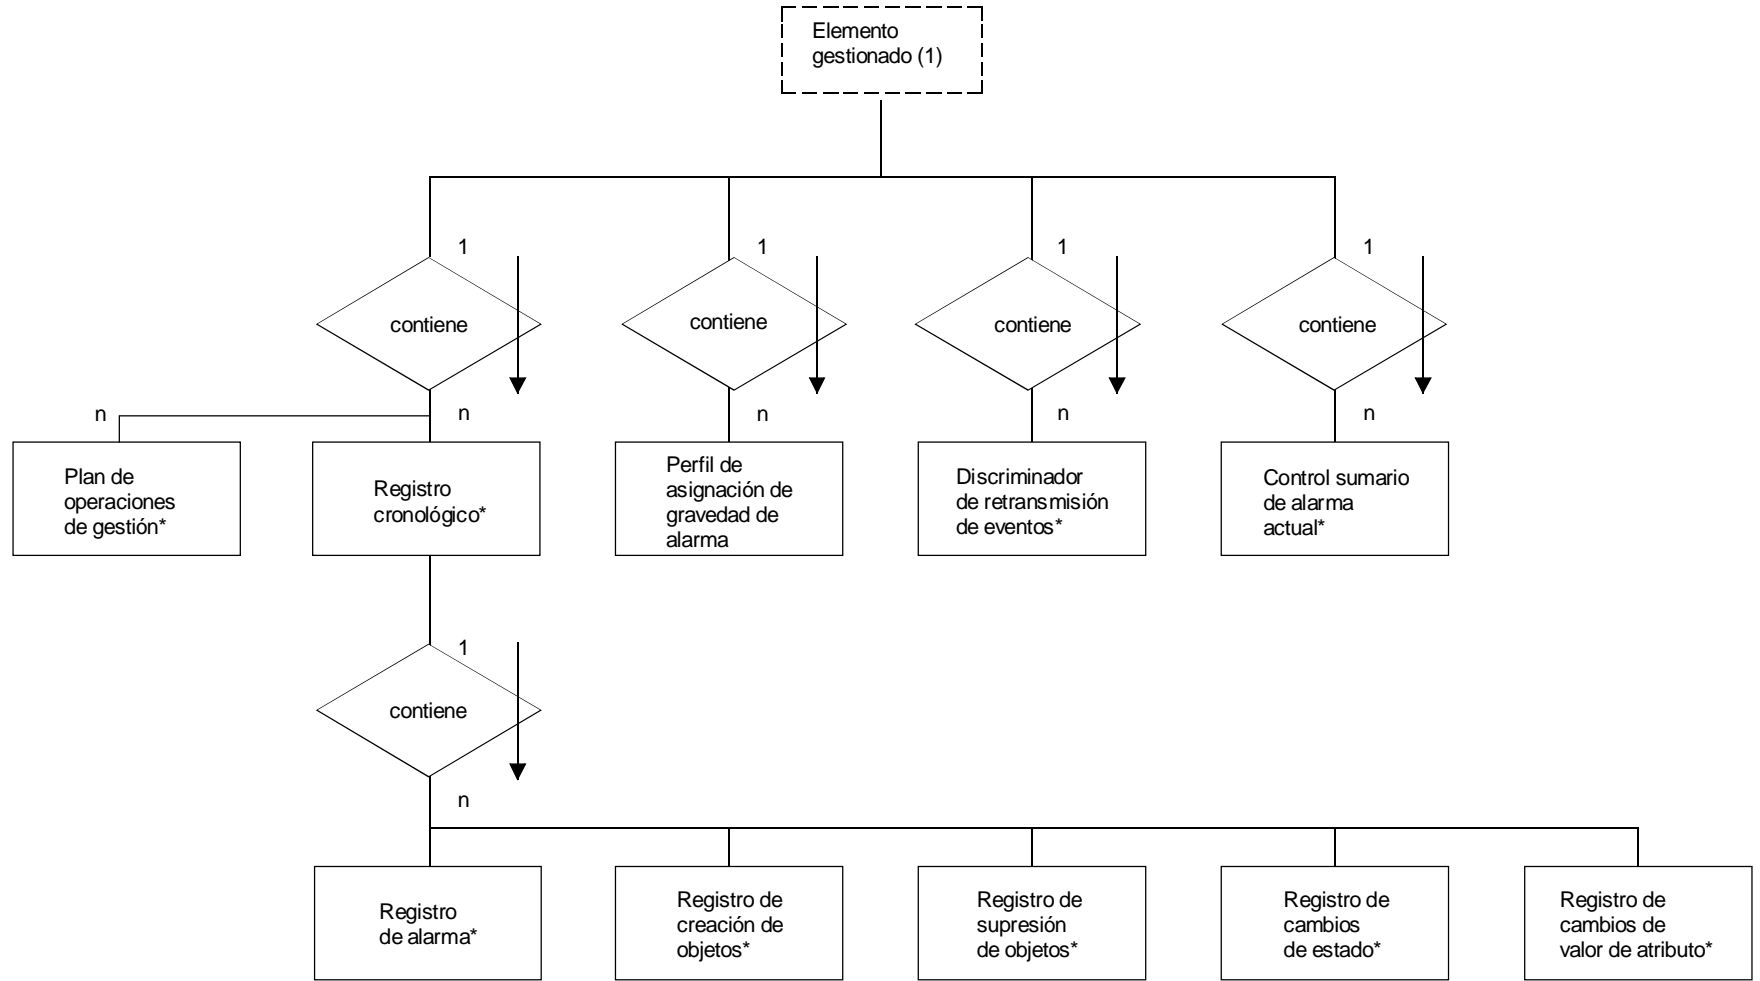 Elemento
gestionado (1)
1
1
1
1
contiene
contiene
contiene
contiene
n
n
n
n
n
Plan de
operaciones
de gestión*
Registro
cronológico*
Perfil de
asignación de
gravedad de
alarma
Discriminador
de retransmisión
de eventos*
Control sumario
de alarma
actual*
1
contiene
n
Registro
de alarma*
Registro de
creación de
objetos*
Registro de
supresión
de objetos*
Registro de
cambios
de estado*
Registro de
cambios de
valor de atributo*